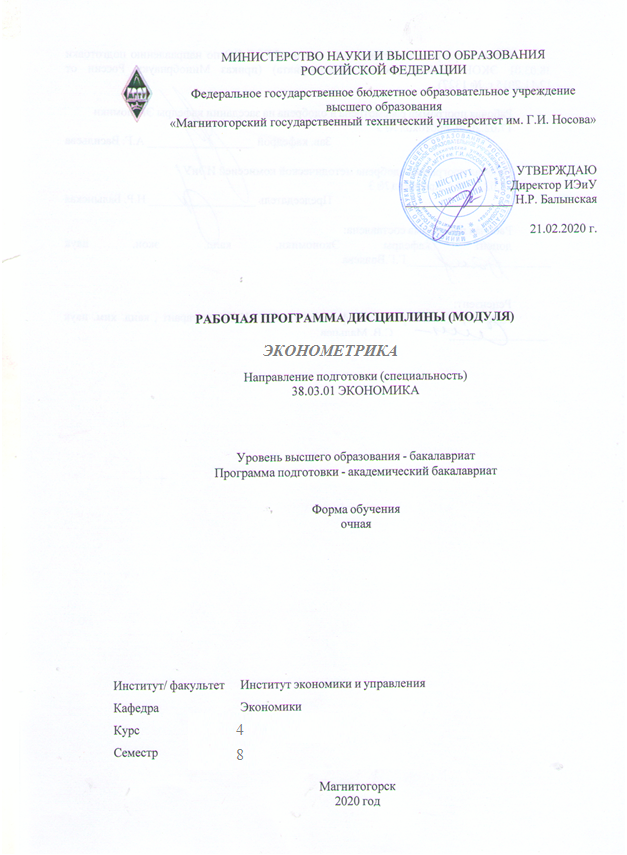 МИНИСТЕРСТВО НАУКИ И ВЫСШЕГО ОБРАЗОВАНИЯ
РОССИЙСКОЙ ФЕДЕРАЦИИ
Федеральное государственное бюджетное образовательное учреждение
высшего образования
«Магнитогорский государственный технический университет им. Г.И. Носова»
ИНСТИТУТ
ЭКОНОМИКИ
И УПРАВЛЕНИЯ
УТВЕРЖДАЮ
Директор ИЭиУ
Н.Р. Балынская
21.02.2020 г.
РАБОЧАЯ ПРОГРАММА ДИСЦИПЛИНЫ (МОДУЛЯ)
ЭКОНОМЕТРИКА
Направление подготовки (специальность)
38.03.01 ЭКОНОМИКА
Уровень высшего образования - бакалавриат
Программа подготовки - академический бакалавриат
Форма обучения
очная
Институт/ факультет Институт экономики и управления
Кафедра Экономики
Курс 4
Семестр 8
Магнитогорск
2020 год